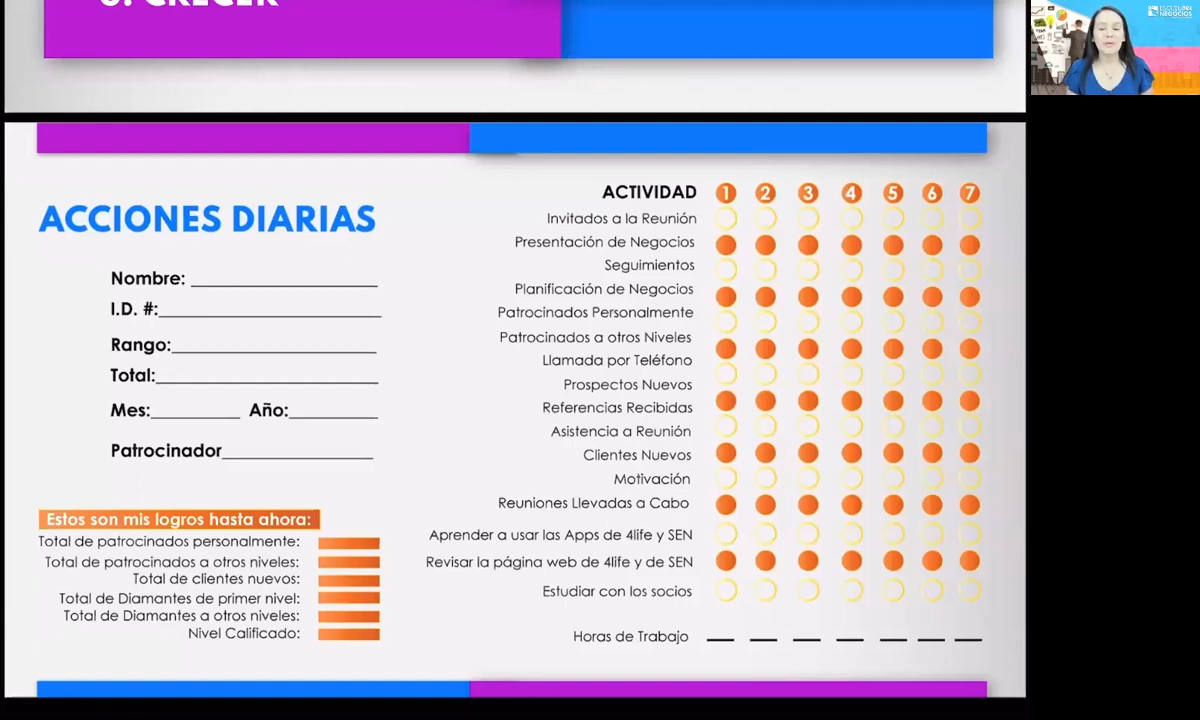 ESCUELA DE
NEGOCIOS
ACCIONES DIARIAS
Nombre:
I.D. #:
Rango:
Total:
Mes: Año:
Patrocinador
Estos son mis logros hasta ahora:
Total de patrocinados personalmente:
Total de patrocinados a otros niveles:
Total de clientes nuevos:
Total de Diamantes de primer nivel:
Total de Diamantes a otros niveles:
Nivel Calificado:
ACTIVIDAD 1 2 3 4 5 6 7
Invitados a la Reunión
Presentación de Negocios
Seguimientos
Planificación de Negocios
Patrocinados Personalmente
Patrocinados a otros Niveles
Llamada por Teléfono
Prospectos Nuevos
Referencias Recibidas
Asistencia a Reunión
Clientes Nuevos
Motivación
Reuniones Llevadas a Cabo
Aprender a usar las Apps de 4life y SEN
Revisar la página web de 4life y de SEN
Estudiar con los socios
Horas de Trabajo